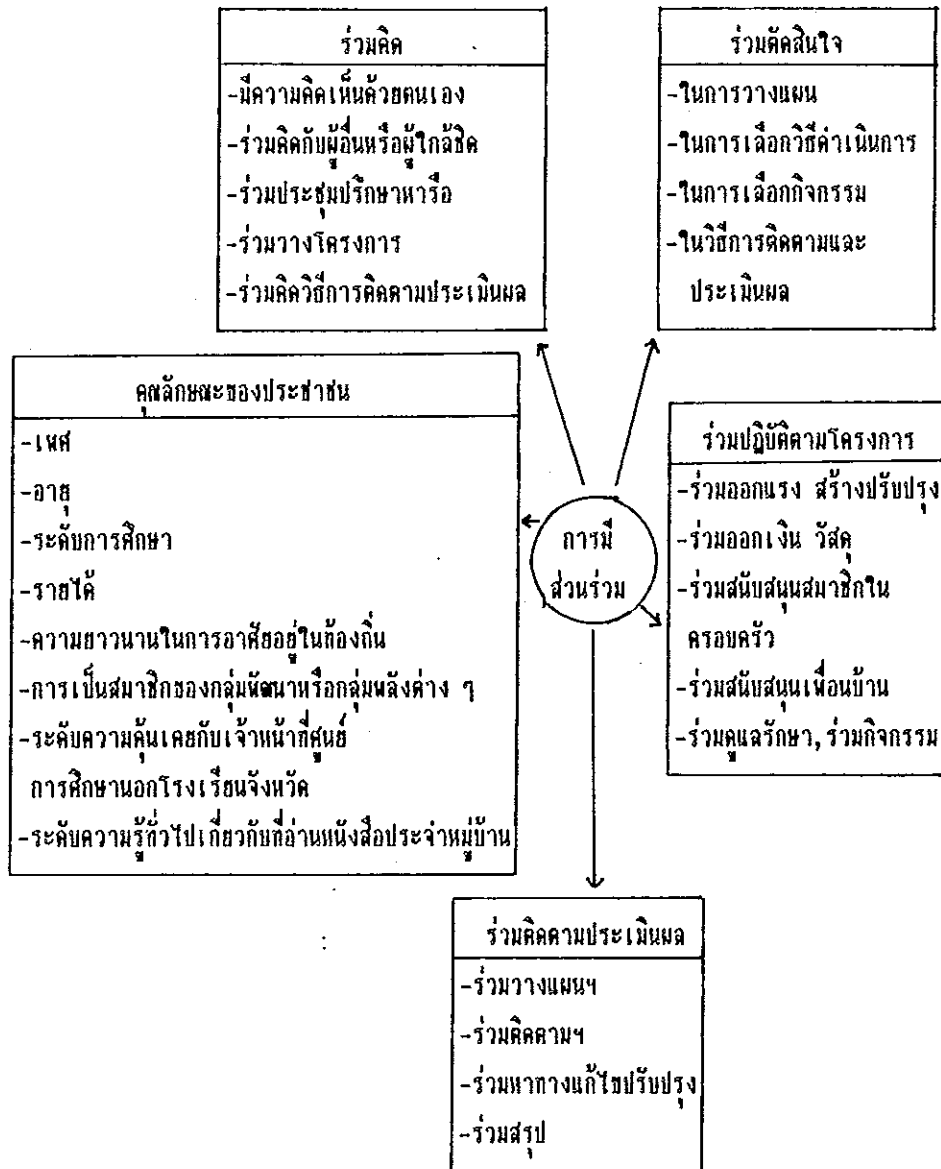 ร่วมคิด
-มีความคิดเห็นด้วยตนเอง
-ร่วมคิดกับผู้อื่นหรือผู้ใกล้ชิด
-ร่วมประชุมปรึกษาหารือ
-ร่วมวางโครงการ
-ร่วมคิดวิธีการติดตามประเมินผล
ร่วมตัดสินใจ
-ในการวางแผน
-ในการเลือกวิธีดำเนินการ
-ในการเลือกกิจกรรม
-ในวิธีการติดตามและ
ประเมินผล
คุณลักษณะของประชาชน
-เพศ
-อายุ
-ระดับการศึกษา
-รายได้
-ความยาวนานในการอาศัยอยู่ในท้องถิ่น
-การเป็นสมาชิกของกลุ่มพัฒนาหรือกลุ่มพลังต่าง ๆ
-ระดับความคุ้นเคยกับเจ้าหน้าที่ศูนย์
การศึกษานอกโรงเรียนจังหวัด
-ระดับความรู้ทั่วไปเกี่ยวกับที่อ่านหนังสือประจำหมู่บ้าน
การมี
ส่วนร่วม
ร่วมปฏิบัติตามโครงการ
-ร่วมออกแรง สร้างปรับปรุง
-ร่วมออกเงิน วัสดุ
-ร่วมสนับสนุนสมาชิกใน
ครอบครัว
-ร่วมสนับสนุนเพื่อนบ้าน
-ร่วมดูแลรักษา,ร่วมกิจกรรม
ร่วมติดตามประเมินผล
-ร่วมวางแผนฯ
-ร่วมติดตามฯ
-ร่วมหาทางแก้ไขปรับปรุง
-ร่วมสรุป